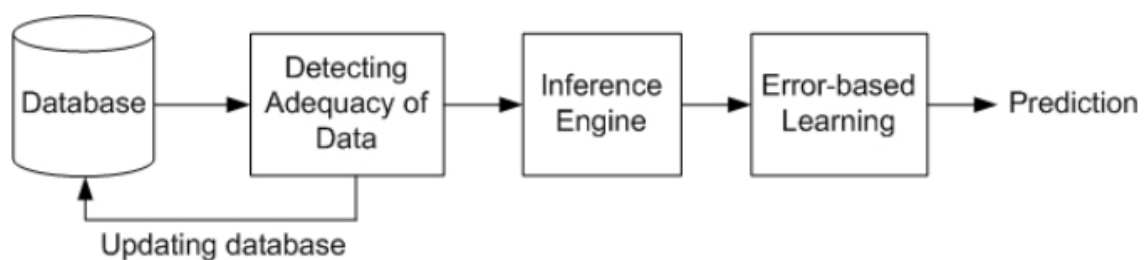 Database
Detecting
Adequacy of
Data
Inference
Engine
Error-based
Learning
Prediction
Updating database